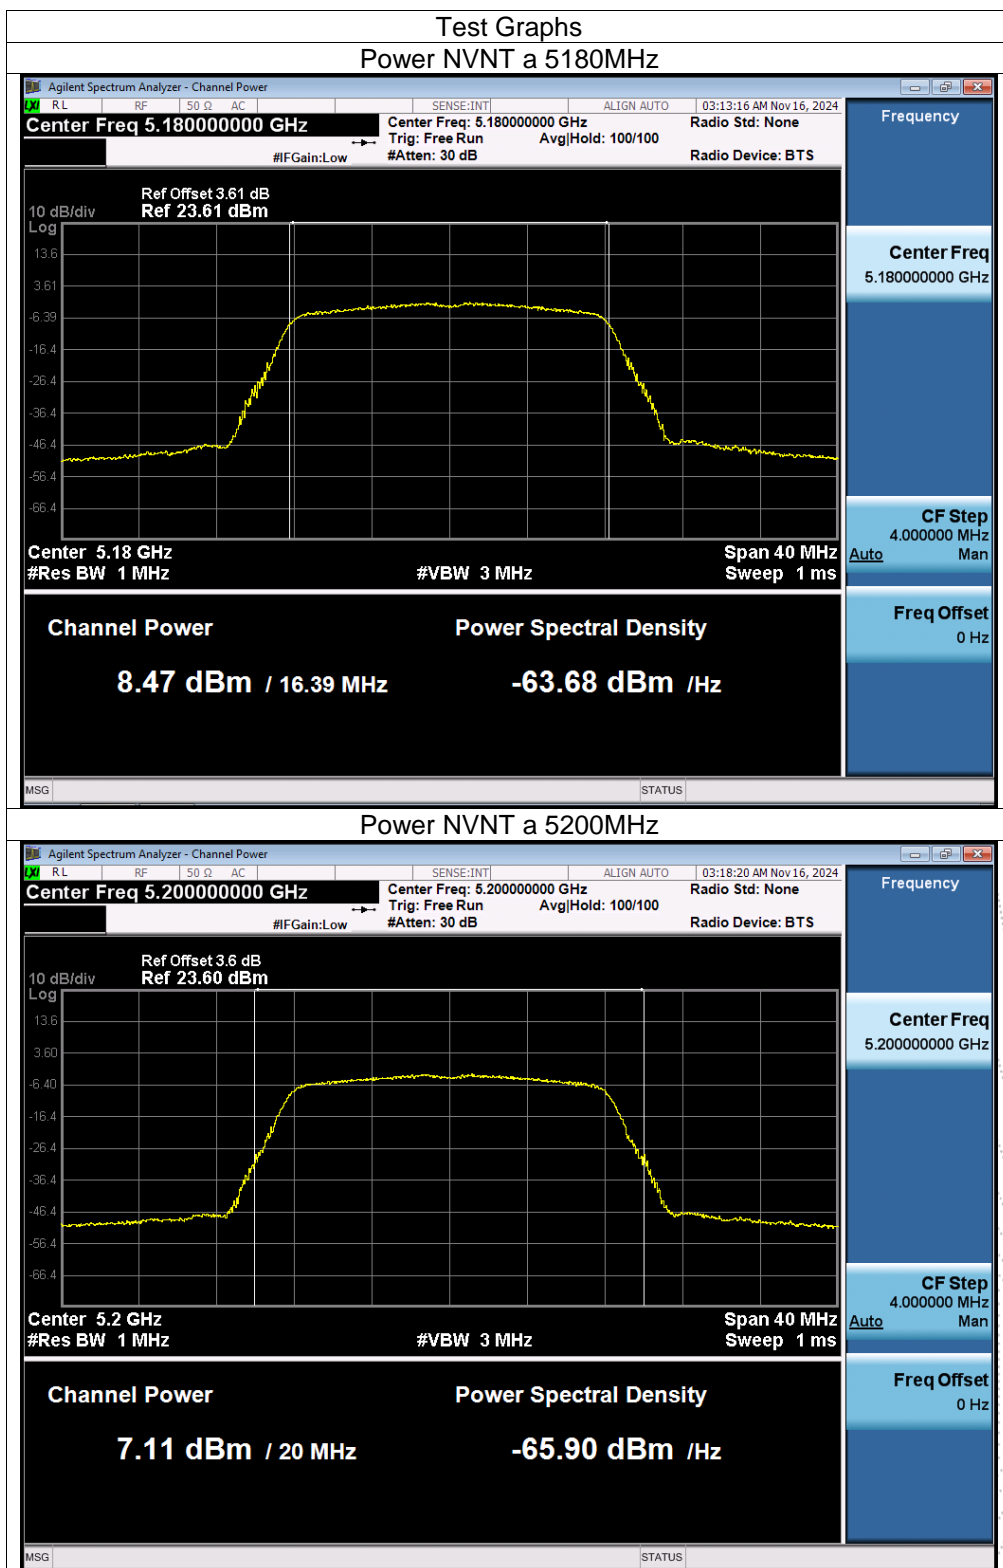 Test Graphs
Power NVNT a 5180MHz
Agilent Spectrum Analyzer - Channel Power
LXI RL RF 50 Ω AC SENSE:INT ALIGN AUTO 03:13:16 AM Nov 16, 2024
Center Freq 5.180000000 GHz Center Freq: 5.180000000 GHz Radio Std: None
Trig: Free Run Avg|Hold: 100/100
#IFGain:Low #Atten: 30 dB Radio Device: BTS
Frequency
Ref Offset 3.61 dB
10 dB/div Ref 23.61 dBm
Log
13.6
3.61
-6.39
-16.4
-26.4
-36.4
-46.4
-56.4
-66.4
Center 5.18 GHz Span 40 MHz
#Res BW 1 MHz #VBW 3 MHz Sweep 1 ms
Center Freq
5.180000000 GHz
CF Step
4.000000 MHz
Auto Man
Freq Offset
0 Hz
Channel Power Power Spectral Density
8.47 dBm / 16.39 MHz -63.68 dBm /Hz
MSG STATUS
Power NVNT a 5200MHz
Agilent Spectrum Analyzer - Channel Power
LXI RL RF 50 Ω AC SENSE:INT ALIGN AUTO 03:18:20 AM Nov 16, 2024
Center Freq 5.200000000 GHz Center Freq: 5.200000000 GHz Radio Std: None
Trig: Free Run Avg|Hold: 100/100
#IFGain:Low #Atten: 30 dB Radio Device: BTS
Frequency
Ref Offset 3.6 dB
10 dB/div Ref 23.60 dBm
Log
13.6
3.60
-6.40
-16.4
-26.4
-36.4
-46.4
-56.4
-66.4
Center 5.2 GHz Span 40 MHz
#Res BW 1 MHz #VBW 3 MHz Sweep 1 ms
Center Freq
5.200000000 GHz
CF Step
4.000000 MHz
Auto Man
Freq Offset
0 Hz
Channel Power Power Spectral Density
7.11 dBm / 20 MHz -65.90 dBm /Hz
MSG STATUS